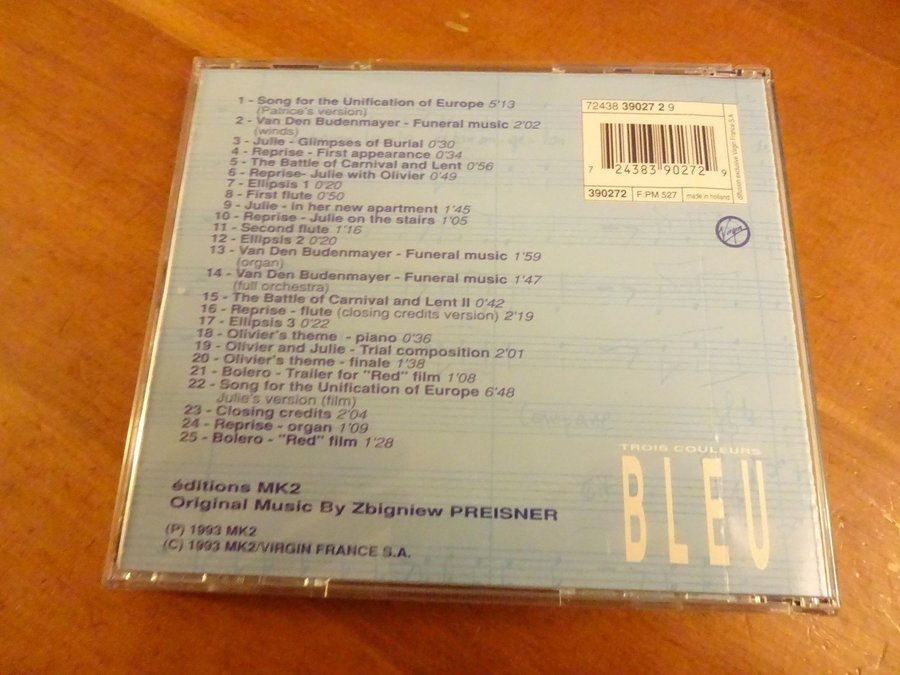 1 - Song for the Unification of Europe 5'13
(Patrice's version)
2 - Van Den Budenmayer - Funeral music 2'02
(winds)
3 - Julie - Glimpses of Burial 0'30
4 - Reprise - First appearance 0'34
5 - The Battle of Carnival and Lent 0'56
6 - Reprise- Julie with Olivier 0'49
7 - Ellipsis 1 0'20
8 - First flute 0'50
9 - Julie - in her new apartment 1'45
10 - Reprise - Julie on the stairs 1'05
11 - Second flute 1'16
12 - Ellipsis 2 0'20
13 - Van Den Budenmayer - Funeral music 1'59
(organ)
14 - Van Den Budenmayer - Funeral music 1'47
(full orchestra)
15 - The Battle of Carnival and Lent II 0'42
16 - Reprise - flute (closing credits version) 2'19
17 - Ellipsis 3 0'22
18 - Olivier's theme - piano 0'36
19 - Olivier and Julie - Trial composition 2'01
20 - Olivier's theme - finale 1'38
21 - Bolero - Trailer for "Red" film 1'08
22 - Song for the Unification of Europe 6'48
Julie's version (film)
23 - Closing credits 2'04
24 - Reprise - organ 1'09
25 - Bolero - "Red" film 1'28
éditions MK2
Original Music By Zbigniew PREISNER
(P) 1993 MK2
(C) 1993 MK2/VIRGIN FRANCE S.A.
72438 39027 2 9
7 24383 90272 9
390272 F:PM 527 made in holland
diffusion exclusive Virgin France S.A
Virgin
TROIS COULEURS
BLEU